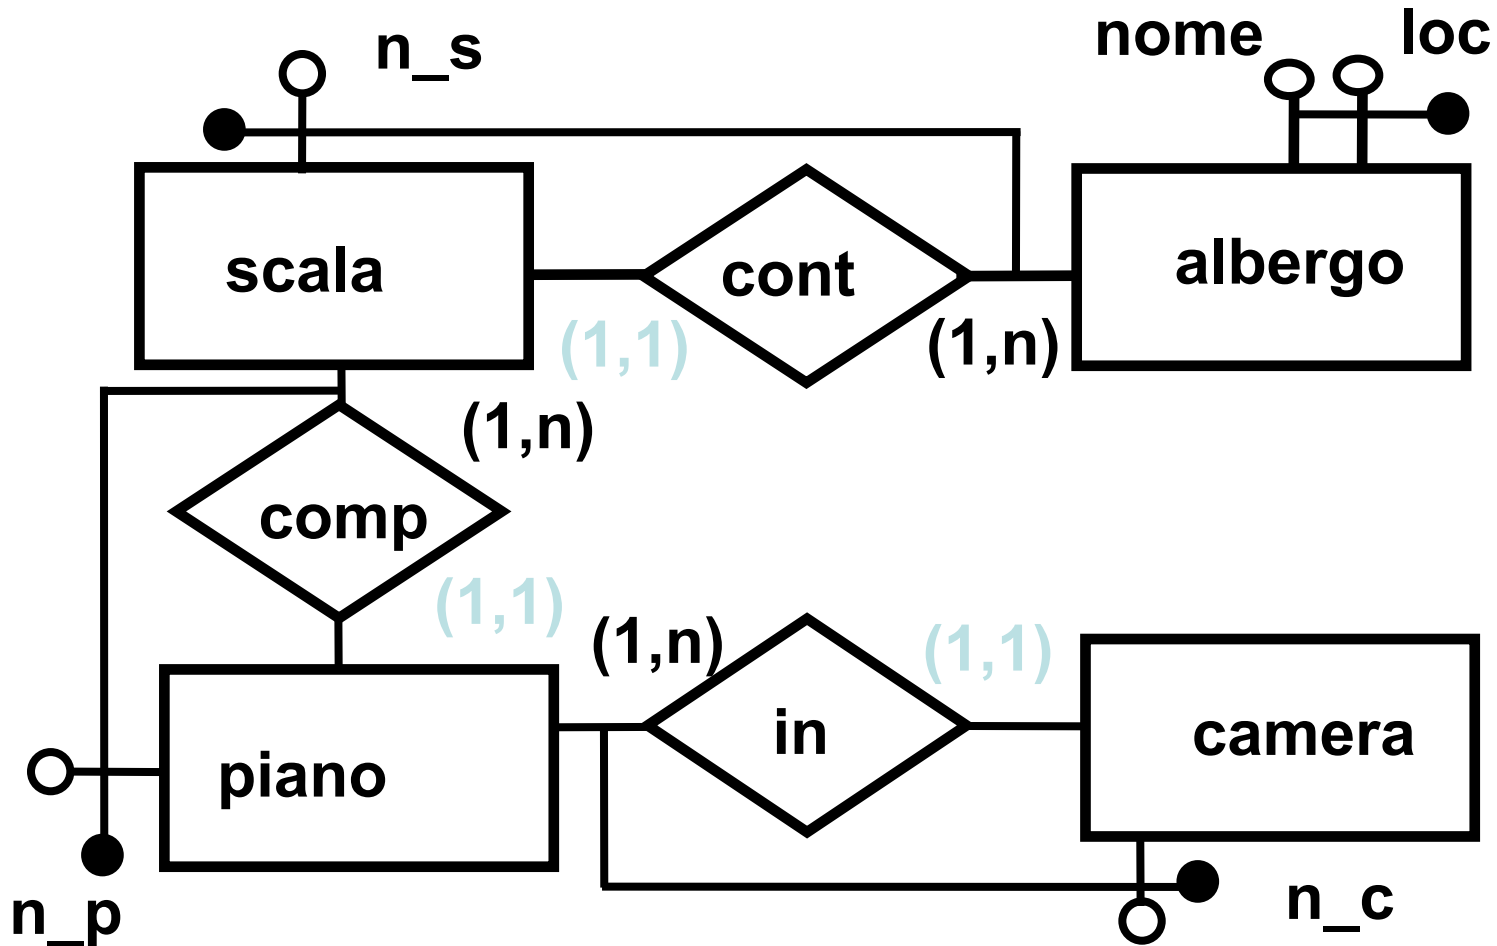 n_s
nome
loc
scala
cont
albergo
(1,1)
(1,n)
(1,n)
comp
(1,1)
(1,n)
(1,1)
piano
in
camera
n_p
n_c